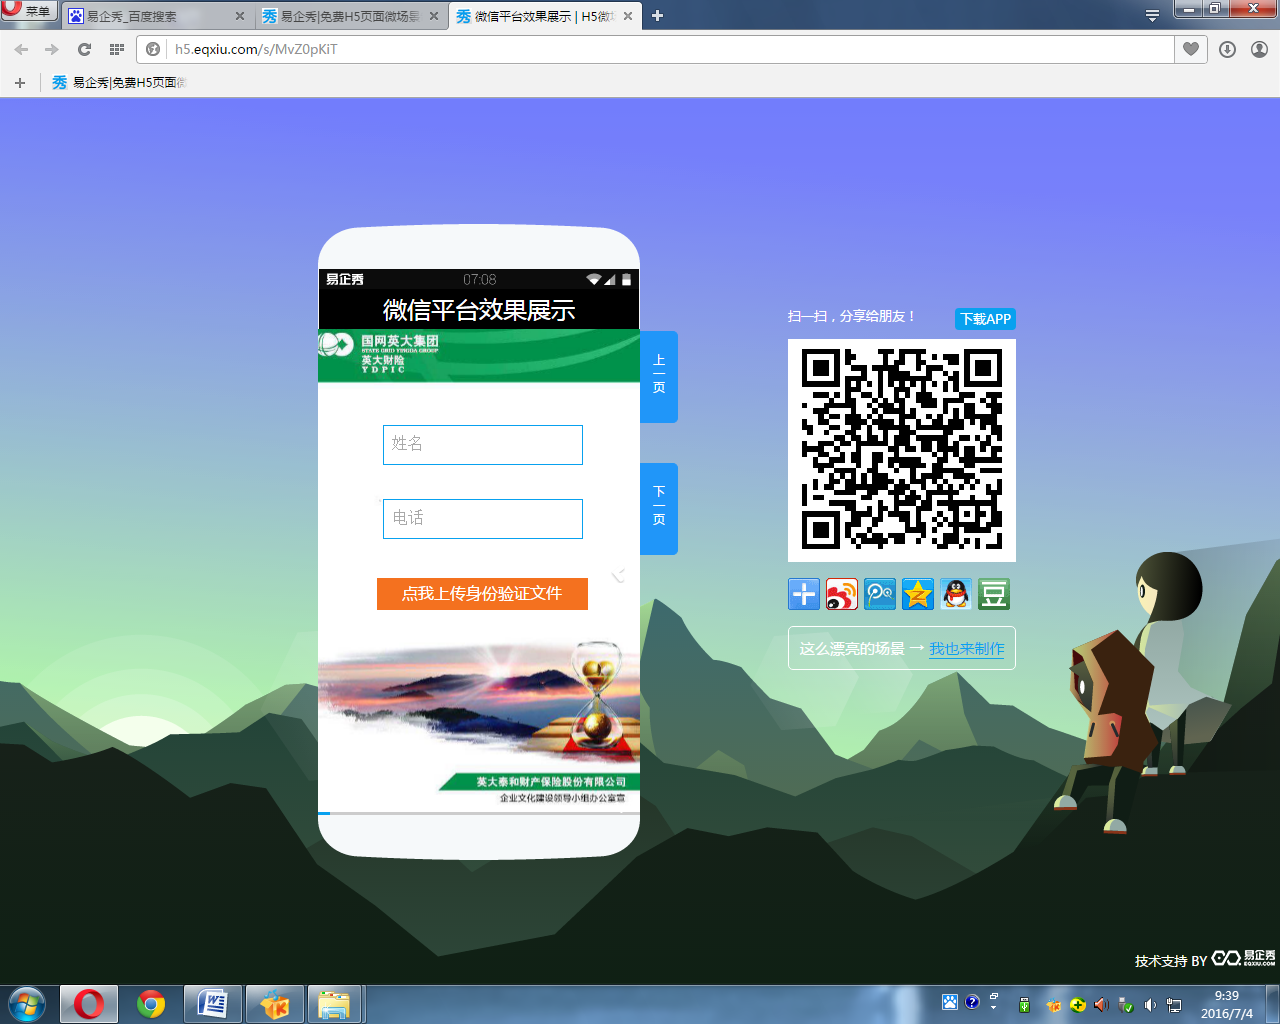 菜单
易企秀_百度搜索
易企秀|免费H5页面微场景
微信平台效果展示 | H5微场
h5.eqxiu.com/s/MvZ0pKiT
易企秀|免费H5页面微
易企秀
07:08
微信平台效果展示
国网英大集团
STATE GRID YINGDA GROUP
英大财险
YDPIC
姓名
电话
点我上传身份验证文件
英大泰和财产保险股份有限公司
企业文化建设领导小组办公室宣
上一页
下一页
扫一扫，分享给朋友！
下载APP
豆
这么漂亮的场景 → 我也来制作
技术支持 BY 易企秀
EQXIU.COM
9:39
2016/7/4